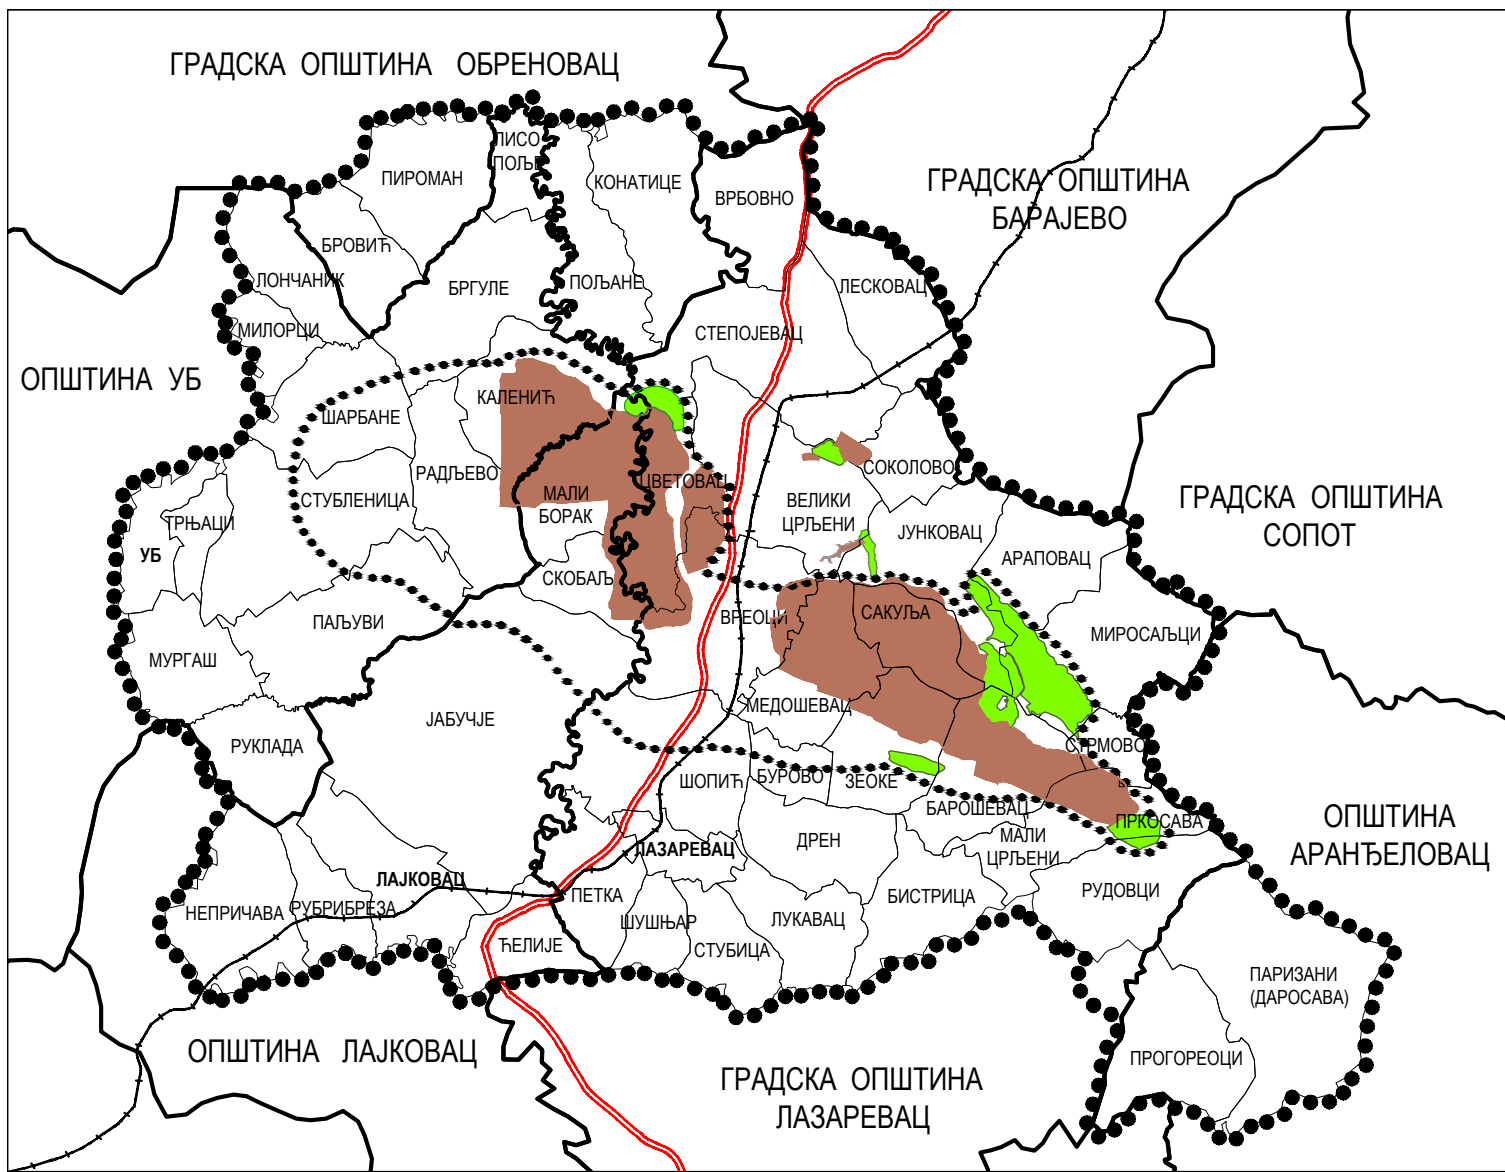 ГРАДСКА ОПШТИНА ОБРЕНОВАЦ
ЛИСО
ПОЉЕ
ПИРОМАН
КОНАТИЦЕ
ВРБОВНО
ГРАДСКА ОПШТИНА
БАРАЈЕВО
БРОВИЋ
ЛОНЧАНИК
БРГУЛЕ
ПОЉАНЕ
ЛЕСКОВАЦ
МИЛОРЦИ
СТЕПОЈЕВАЦ
ОПШТИНА УБ
КАЛЕНИЋ
ШАРБАНЕ
РАДЉЕВО
ЦВЕТОВАЦ
СОКОЛОВО
СТУБЛЕНИЦА
МАЛИ
БОРАК
ВЕЛИКИ
ЦРЉЕНИ
ГРАДСКА ОПШТИНА
СОПОТ
ТРЊАЦИ
УБ
ЈУНКОВАЦ
АРАПОВАЦ
СКОБАЉ
ПАЉУВИ
ВРЕОЦИ
САКУЉА
МИРОСАЉЦИ
МУРГАШ
ЈАБУЧЈЕ
МЕДОШЕВАЦ
РУКЛАДА
СТРМОВО
ШОПИЋ
БУРОВО
ЗЕОКЕ
БАРОШЕВАЦ
ПРКОСАВА
ОПШТИНА
АРАНЂЕЛОВАЦ
ЛАЗАРЕВАЦ
ДРЕН
МАЛИ
ЦРЉЕНИ
ЛАЈКОВАЦ
ПЕТКА
БИСТРИЦА
РУДОВЦИ
НЕПРИЧАВА
РУБРИБРЕЗА
ШУШЊАР
ЛУКАВАЦ
ЋЕЛИЈЕ
СТУБИЦА
ПАРИЗАНИ
(ДАРОСАВА)
ОПШТИНА ЛАЈКОВАЦ
ПРОГОРЕОЦИ
ГРАДСКА ОПШТИНА
ЛАЗАРЕВАЦ